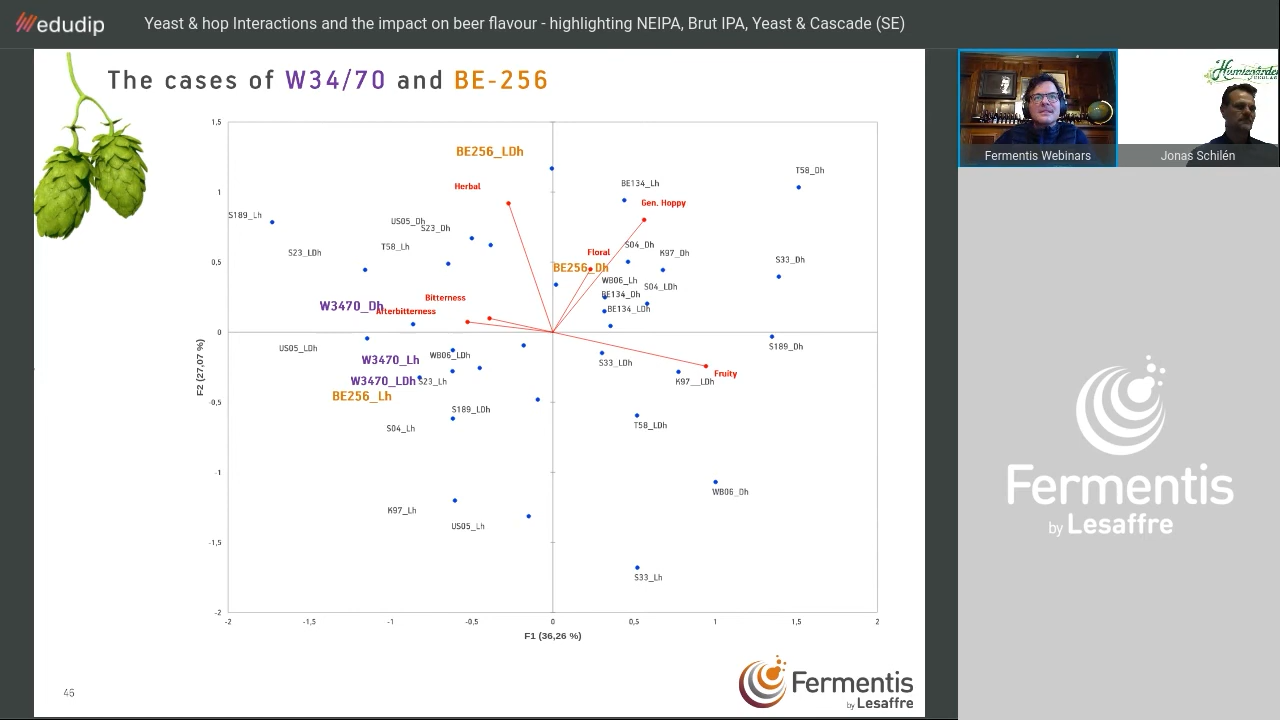 edudip
Yeast & hop Interactions and the impact on beer flavour - highlighting NEIPA, Brut IPA, Yeast & Cascade (SE)
The cases of W34/70 and BE-256
1,5
BE256_LDh
T58_Dh
Herbal
BE134_Lh
1
Gen. Hoppy
S189_Lh
US05_Dh
S23_Dh
T58_Lh
S04_Dh
S23_LDh
Floral
K97_Dh
S33_Dh
0,5
BE256_Dh
WB06_Lh
S04_LDh
BE134_Dh
Bitterness
W3470_Dh
Afterbitterness
BE134_LDh
0
US05_LDh
S189_Dh
W3470_Lh
WB06_LDh
S33_LDh
Fruity
W3470_LDh
S23_Lh
K97__LDh
BE256_Lh
-0,5
S189_LDh
S04_Lh
T58_LDh
-1
WB06_Dh
K97_Lh
US05_Lh
-1,5
S33_Lh
-2
-2
-1,5
-1
-0,5
0
0,5
1
1,5
2
F2 (27,07 %)
F1 (36,26 %)
45
Fermentis
by Lesaffre
Fermentis Webinars
Jonas Schilén
Fermentis
by Lesaffre